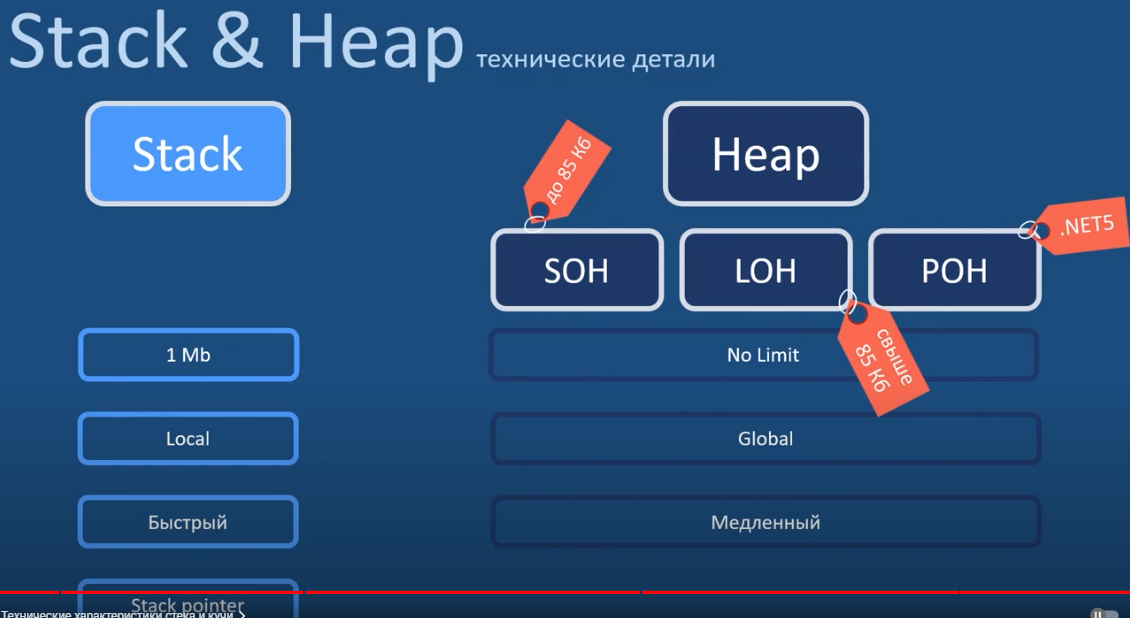 Stack & Heap технические детали
Stack
Heap
до 85 Кб
.NET5
SOH
LOH
POH
свыше
85 Кб
1 Mb
No Limit
Local
Global
Быстрый
Медленный
Stack pointer
Технические характеристики стека и кучи